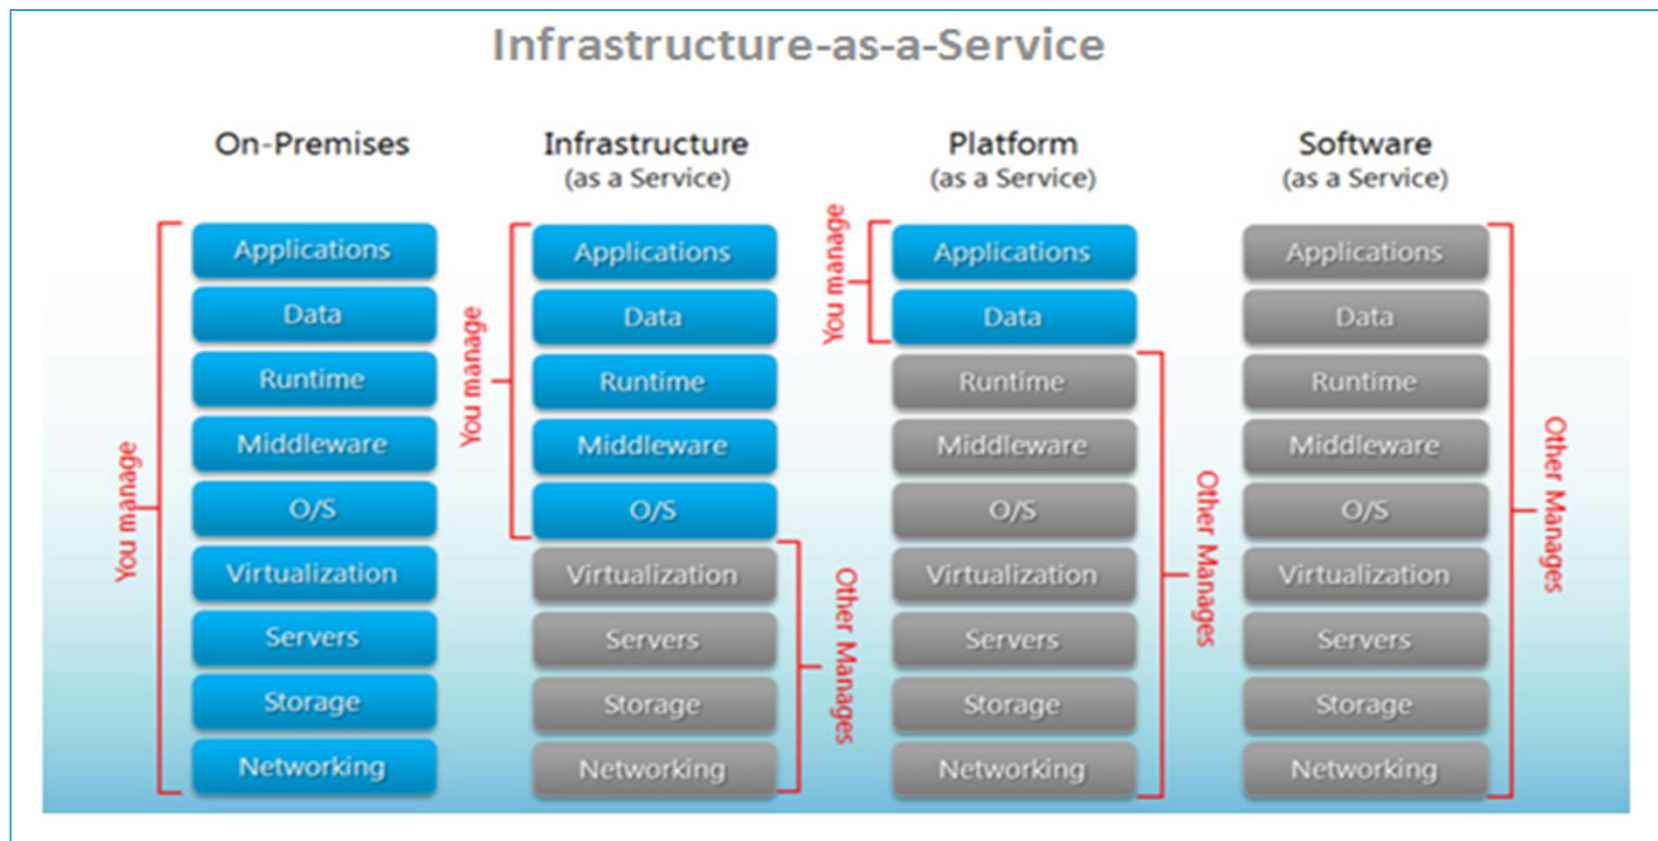 Infrastructure-as-a-Service
On-Premises
You manage
Applications
Data
Runtime
Middleware
O/S
Virtualization
Servers
Storage
Networking
Infrastructure
(as a Service)
You manage
Applications
Data
Runtime
Middleware
O/S
Virtualization
Servers
Storage
Networking
Other Manages
Platform
(as a Service)
You manage
Applications
Data
Runtime
Middleware
O/S
Virtualization
Servers
Storage
Networking
Other Manages
Software
(as a Service)
Applications
Data
Runtime
Middleware
O/S
Virtualization
Servers
Storage
Networking
Other Manages